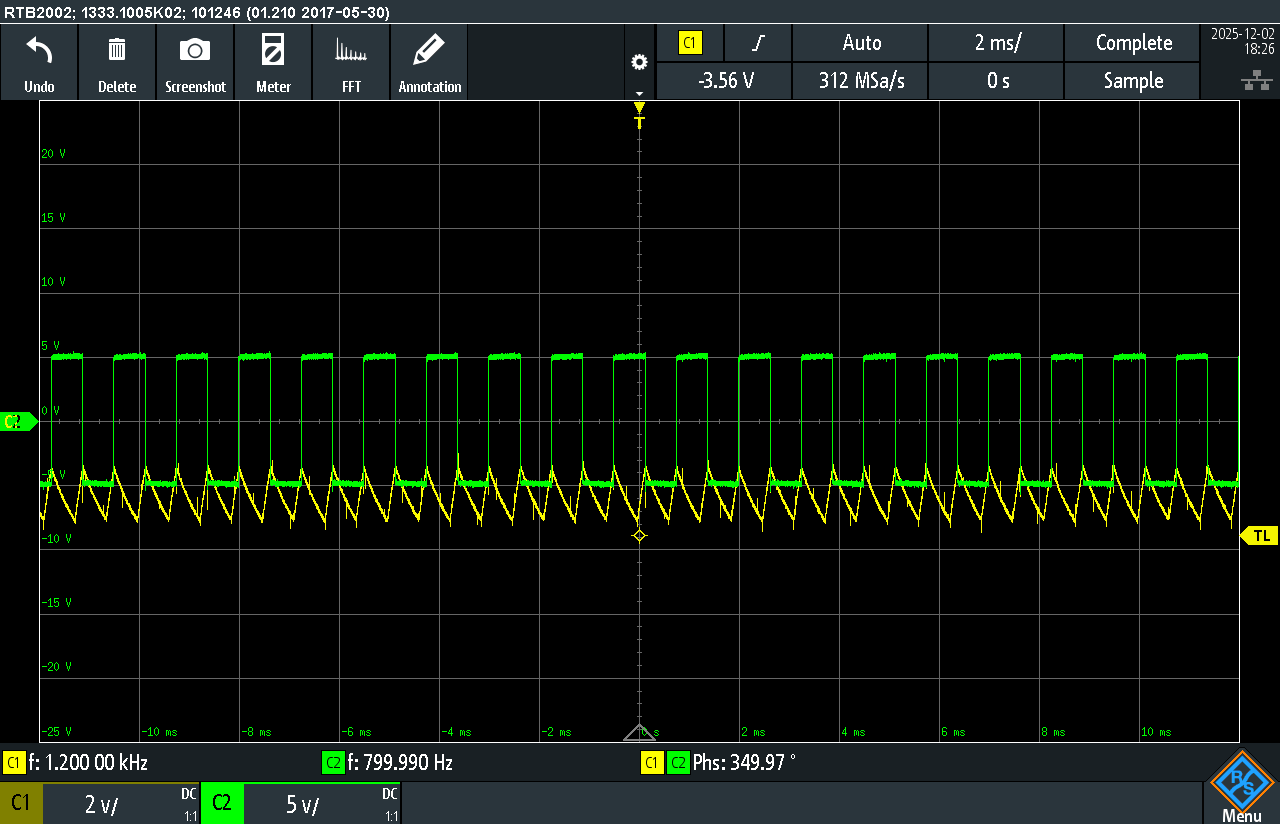 RTB2002; 1333.1005K02; 101246 (01.210 2017-05-30)
Undo
Delete
Screenshot
Meter
FFT
Annotation
C1
Auto
2 ms/
Complete
-3.56 V
312 MSa/s
0 s
Sample
2025-12-02
18:26
T
20 V
15 V
10 V
5 V
0 V
C2
-5 V
-10 V
TL
-15 V
-20 V
-25 V
-10 ms
-8 ms
-6 ms
-4 ms
-2 ms
0 s
2 ms
4 ms
6 ms
8 ms
10 ms
C1 f: 1.200 00 kHz
C2 f: 799.990 Hz
C1 C2 Phs: 349.97 °
C1
2 V/
DC
1:1
C2
5 V/
DC
1:1
R S
Menu